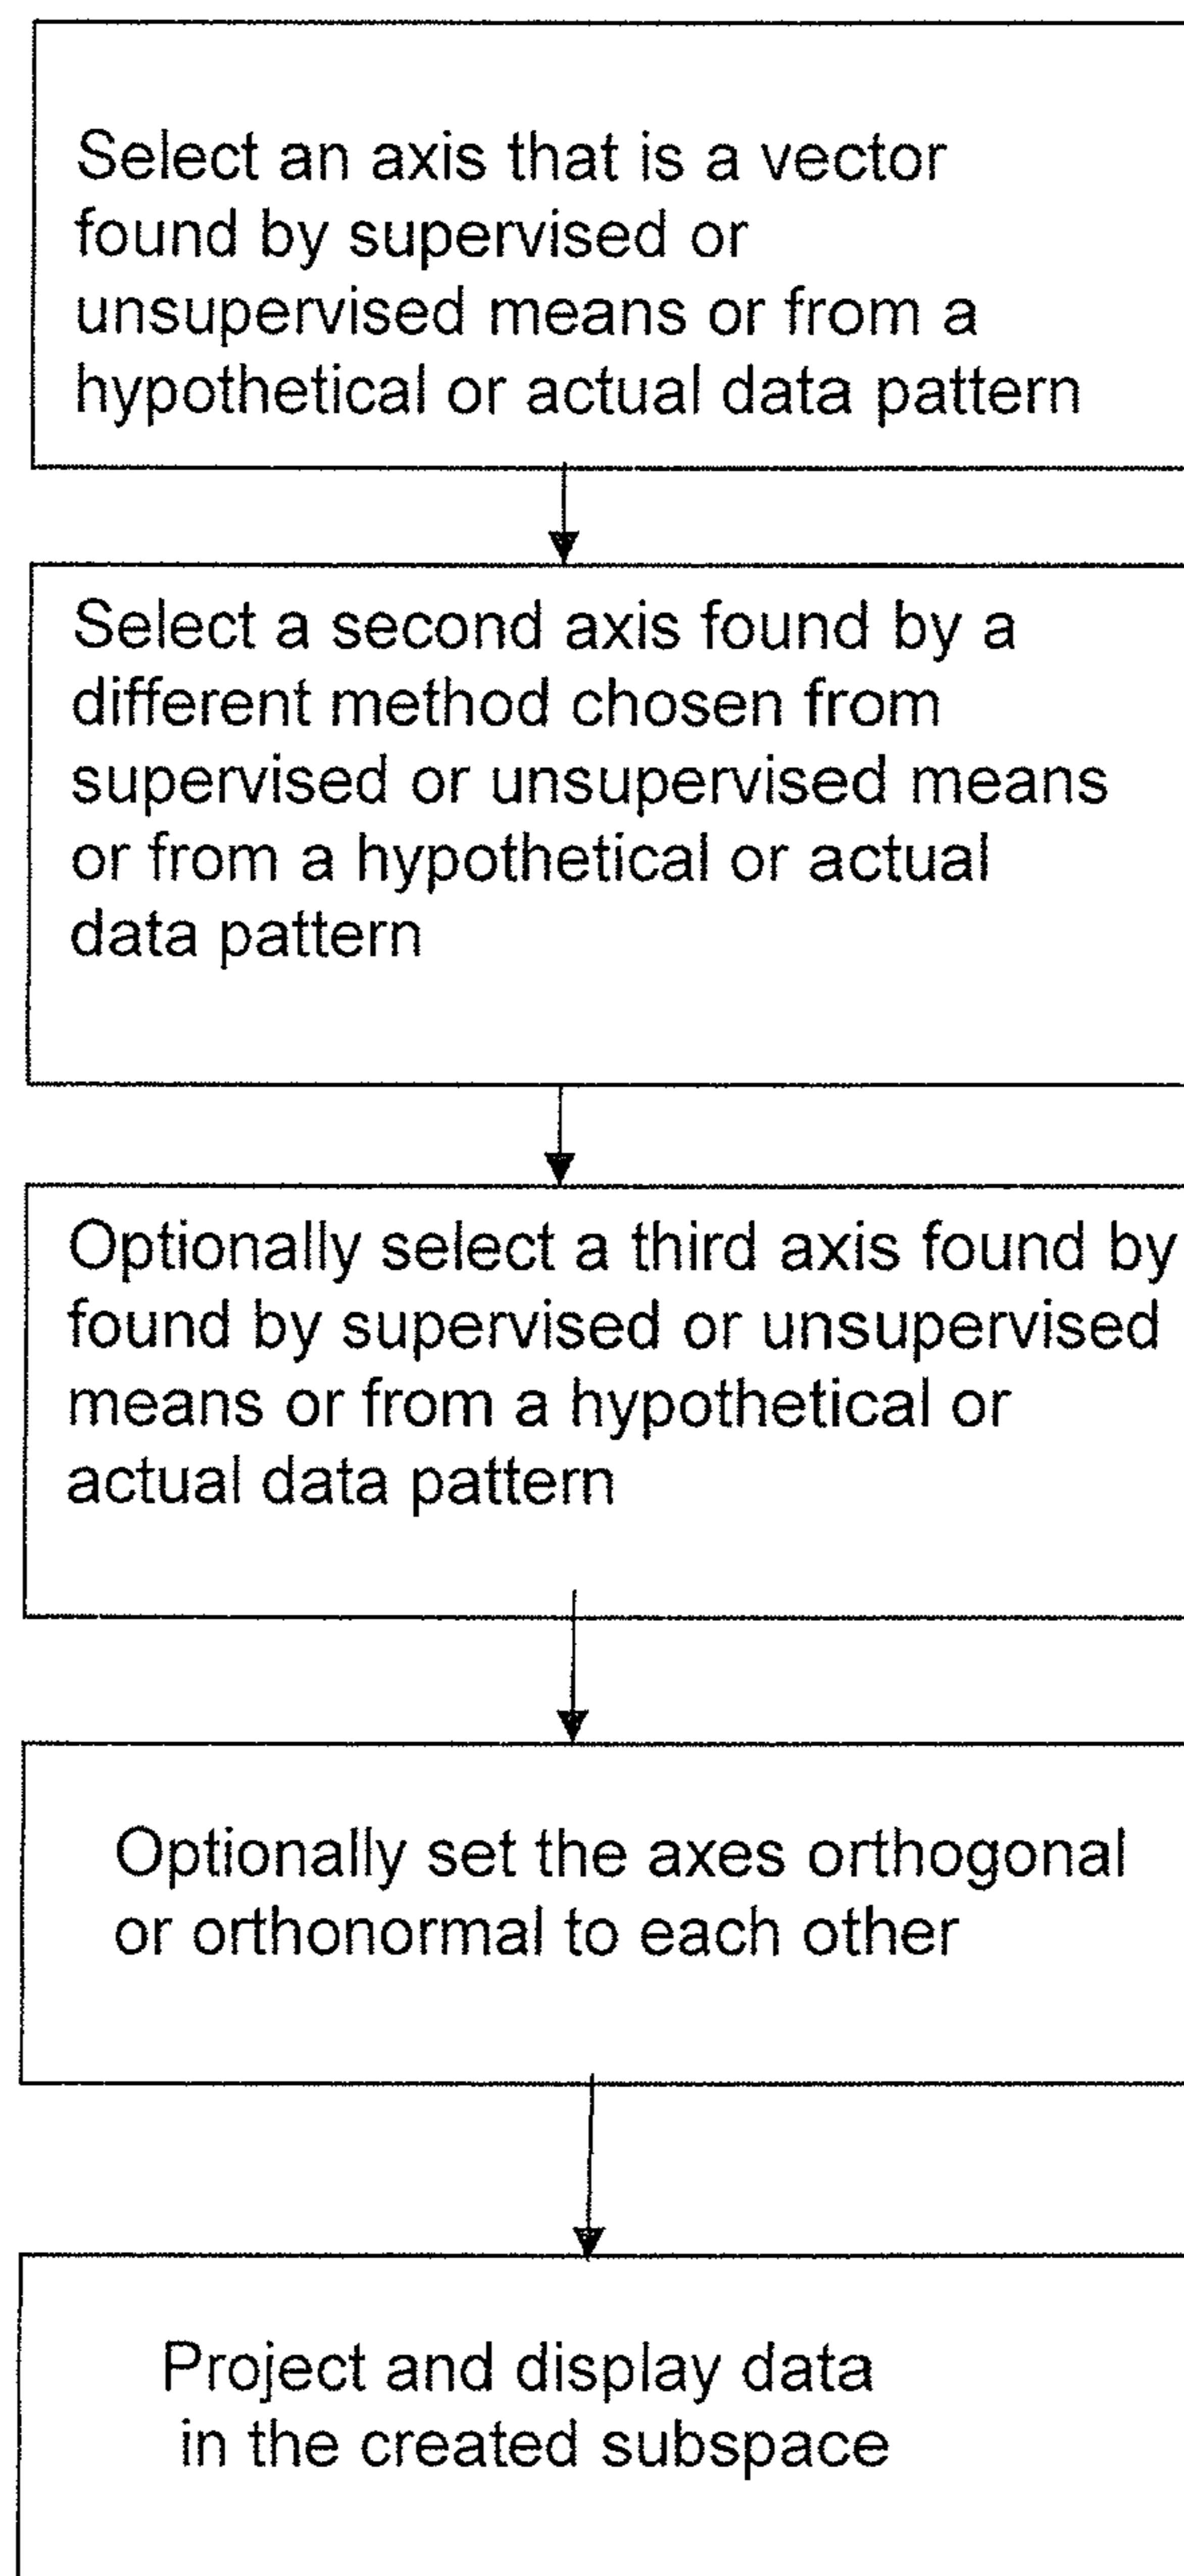 Select an axis that is a vector
found by supervised or
unsupervised means or from a
hypothetical or actual data pattern
Select a second axis found by a
different method chosen from
supervised or unsupervised means
or from a hypothetical or actual
data pattern
Optionally select a third axis found by
found by supervised or unsupervised
means or from a hypothetical or
actual data pattern
Optionally set the axes orthogonal
or orthonormal to each other
Project and display data
in the created subspace